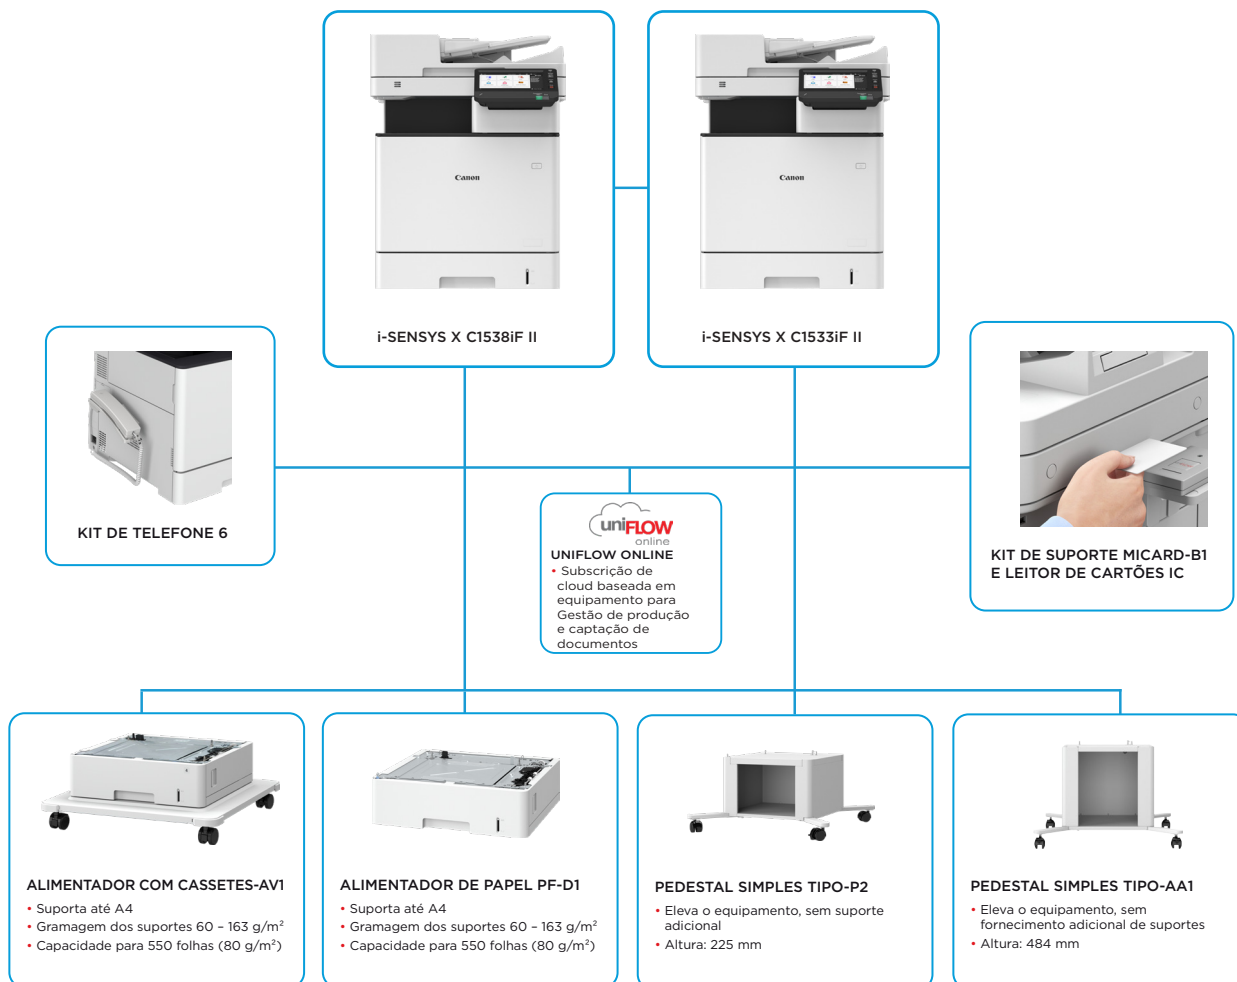 Canon
Canon
i-SENSYS X C1538iF II
i-SENSYS X C1533iF II
KIT DE TELEFONE 6
uniFLOW
online
UNIFLOW ONLINE
• Subscrição de
cloud baseada em
equipamento para
Gestão de produção
e captação de
documentos
KIT DE SUPORTE MICARD-B1
E LEITOR DE CARTÕES IC
ALIMENTADOR COM CASSETES-AV1
• Suporta até A4
• Gramagem dos suportes 60 – 163 g/m²
• Capacidade para 550 folhas (80 g/m²)
ALIMENTADOR DE PAPEL PF-D1
• Suporta até A4
• Gramagem dos suportes 60 – 163 g/m²
• Capacidade para 550 folhas (80 g/m²)
PEDESTAL SIMPLES TIPO-P2
• Eleva o equipamento, sem suporte
adicional
• Altura: 225 mm
PEDESTAL SIMPLES TIPO-AA1
• Eleva o equipamento, sem
fornecimento adicional de suportes
• Altura: 484 mm